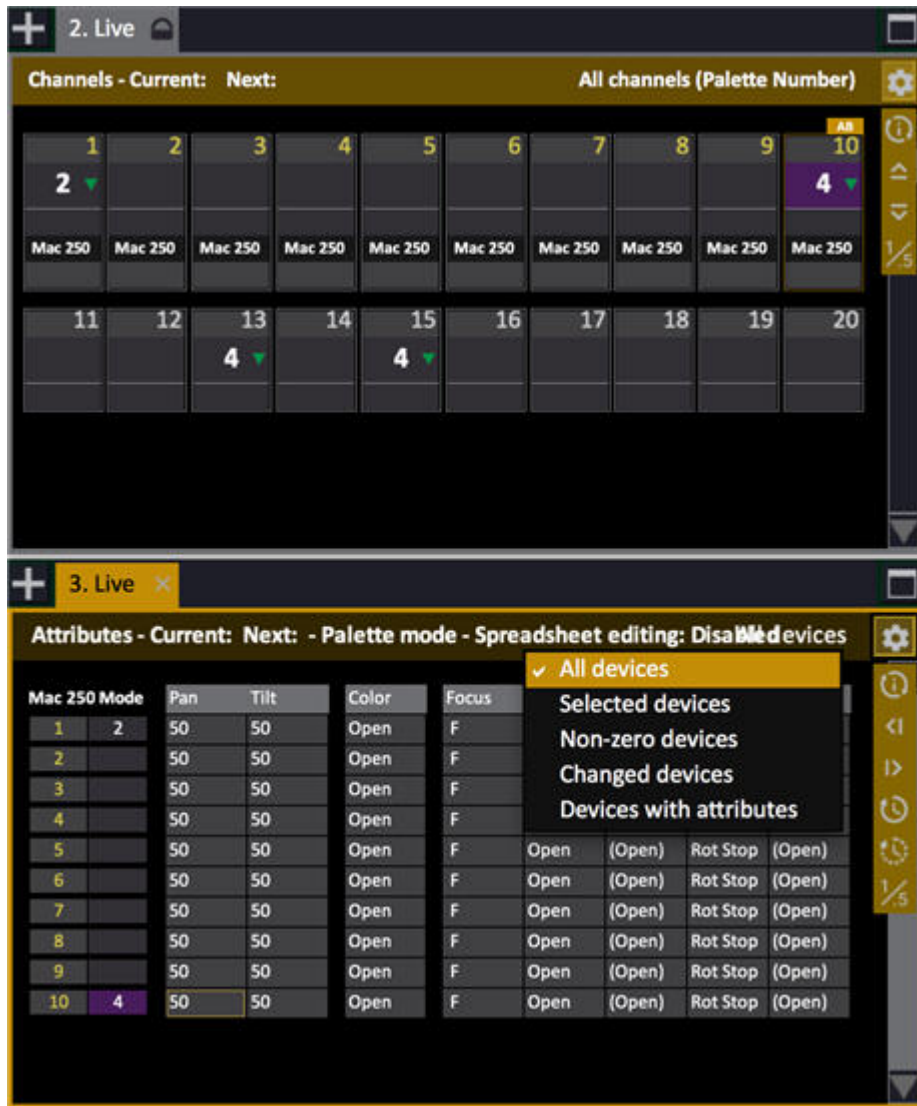 2. Live
Channels - Current: Next: All channels (Palette Number)
AB
1 2 3 4 5 6 7 8 9 10
2 4
Mac 250 Mac 250 Mac 250 Mac 250 Mac 250 Mac 250 Mac 250 Mac 250 Mac 250 Mac 250
1/.5
11 12 13 14 15 16 17 18 19 20
4 4
3. Live
Attributes - Current: Next: - Palette mode - Spreadsheet editing: Disabled All devices
All devices
Selected devices
Non-zero devices
Changed devices
Devices with attributes
Mac 250 Mode Pan Tilt Color Focus
1 2 50 50 Open F
2 50 50 Open F
3 50 50 Open F
4 50 50 Open F
5 50 50 Open F Open (Open) Rot Stop (Open)
6 50 50 Open F Open (Open) Rot Stop (Open)
1/.5
7 50 50 Open F Open (Open) Rot Stop (Open)
8 50 50 Open F Open (Open) Rot Stop (Open)
9 50 50 Open F Open (Open) Rot Stop (Open)
10 4 50 50 Open F Open (Open) Rot Stop (Open)